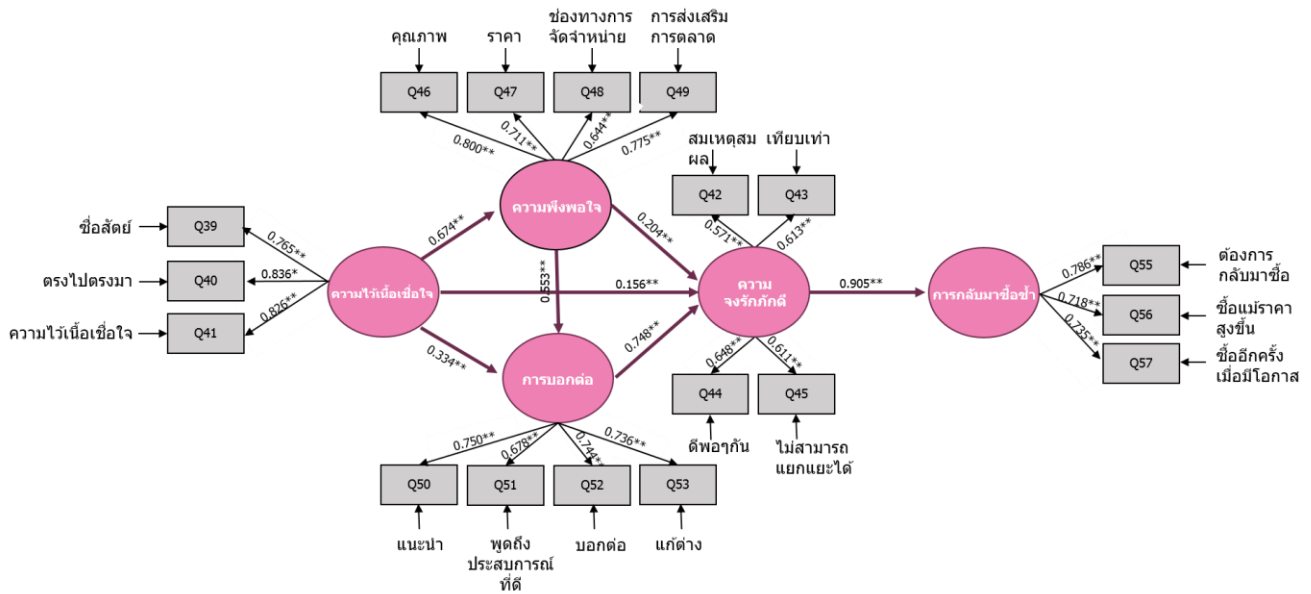 คุณภาพ
ราคา
ช่องทางการ
จัดจำหน่าย
การส่งเสริม
การตลาด
Q46
Q47
Q48
Q49
0.800**
0.711**
0.644**
0.775**
สมเหตุสม
ผล
เทียบเท่า
Q42
Q43
0.571**
0.613**
ซื่อสัตย์
Q39
0.765**
ตรงไปตรงมา
Q40
0.836*
ความไว้เนื้อเชื่อใจ
Q41
0.826**
ความไว้เนื้อเชื่อใจ
0.674**
ความพึงพอใจ
0.204**
0.553**
0.156**
0.334**
การบอกต่อ
0.748**
ความ
จงรักภักดี
0.905**
การกลับมาซื้อซ้ำ
0.786**
Q55
ต้องการ
กลับมาซื้อ
0.718**
Q56
ซื้อแม้ราคา
สูงขึ้น
0.735**
Q57
ซื้ออีกครั้ง
เมื่อมีโอกาส
0.648**
0.611**
Q44
Q45
ดีพอๆกัน
ไม่สามารถ
แยกแยะได้
0.750**
0.678**
0.744**
0.736**
Q50
Q51
Q52
Q53
แนะนำ
พูดถึง
ประสบการณ์
ที่ดี
บอกต่อ
แก้ต่าง